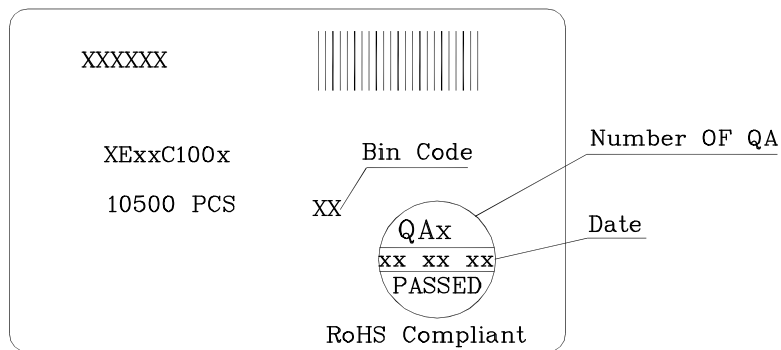 XXXXXX
Number OF QA
XExxC100x
Bin Code
10500 PCS
XX
QAx
Date
xx xx xx
PASSED
RoHS Compliant